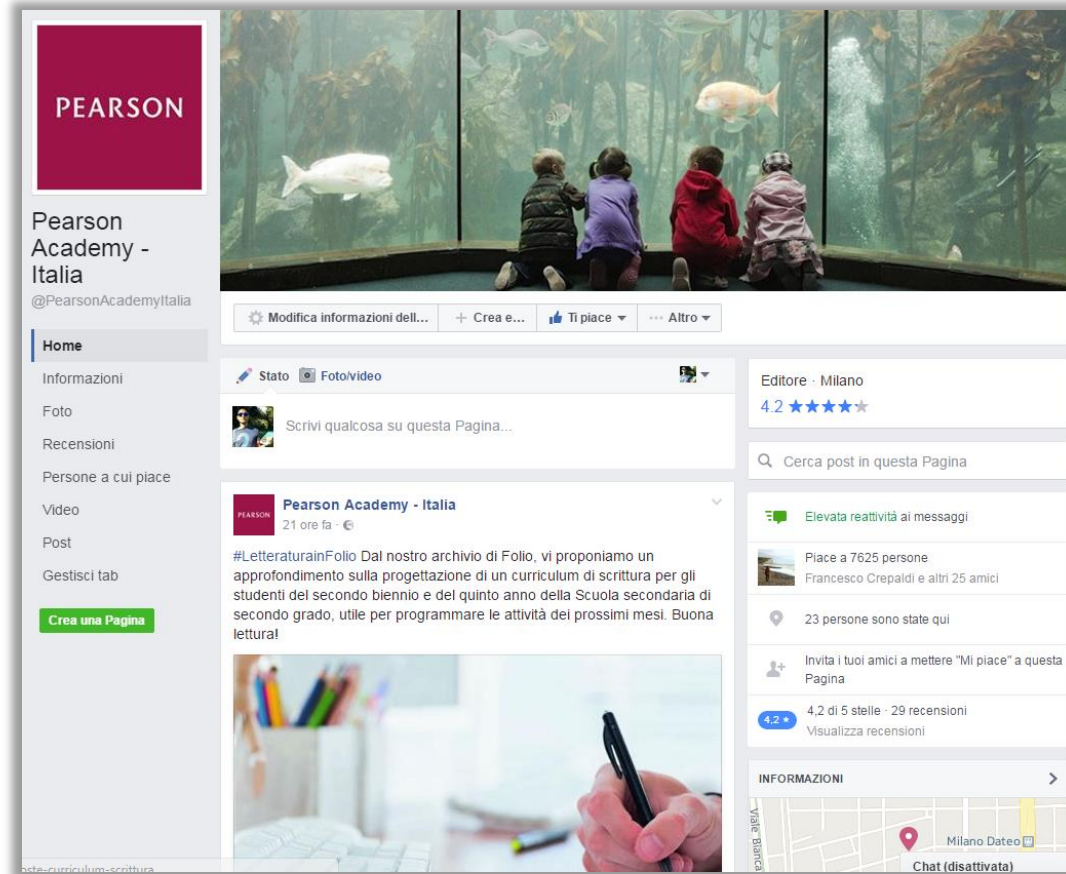 PEARSON
Pearson
Academy -
Italia
@PearsonAcademyItalia
Home
Informazioni
Foto
Recensioni
Persone a cui piace
Video
Post
Gestisci tab
Crea una Pagina
Modifica informazioni dell...
+ Crea e...
Ti piace
... Altro
Stato
Foto/video
Scrivi qualcosa su questa Pagina...
PEARSON
Pearson Academy - Italia
21 ore fa ·
#LetteraturainFolio Dal nostro archivio di Folio, vi proponiamo un
approfondimento sulla progettazione di un curriculum di scrittura per gli
studenti del secondo biennio e del quinto anno della Scuola secondaria di
secondo grado, utile per programmare le attività dei prossimi mesi. Buona
lettura!
Editore · Milano
4.2 ★★★★★
Cerca post in questa Pagina
Elevata reattività ai messaggi
Piace a 7625 persone
Francesco Crepaldi e altri 25 amici
23 persone sono state qui
Invita i tuoi amici a mettere "Mi piace" a questa
Pagina
4,2 ★
4,2 di 5 stelle · 29 recensioni
Visualizza recensioni
INFORMAZIONI
Viale Bianca
Milano Dateo
Chat (disattivata)